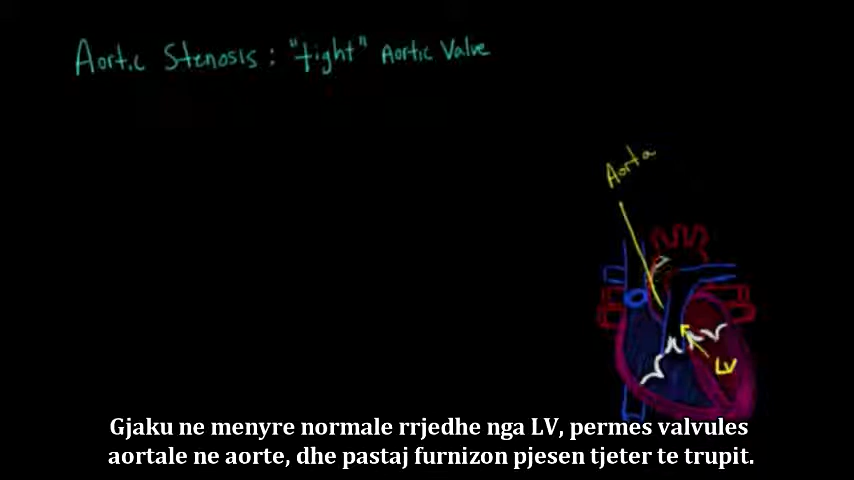 Aortic Stenosis : "tight" Aortic Valve
Aorta
LV
Gjaku ne menyre normale rrjedhe nga LV, permes valvules
aortale ne aorte, dhe pastaj furnizon pjesen tjeter te trupit.